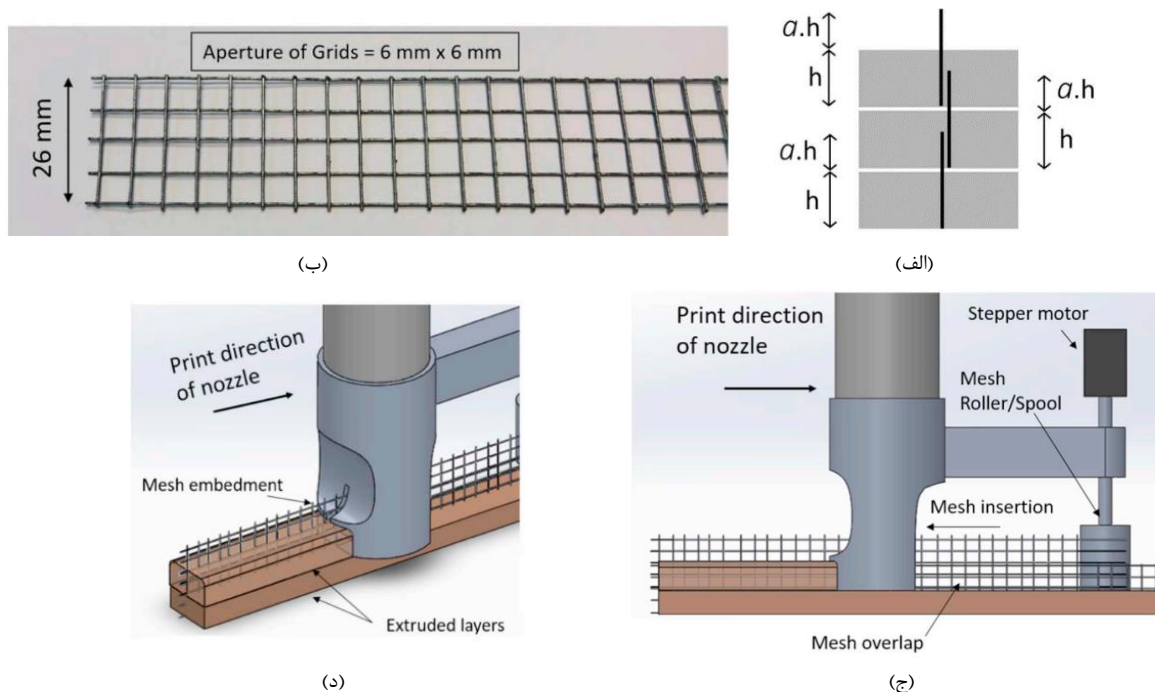 Aperture of Grids = 6 mm x 6 mm
26 mm
(ب)
a.h
h
a.h
h
a.h
h
(الف)
Print direction
of nozzle
Mesh embedment
Extruded layers
(د)
Print direction
of nozzle
Stepper motor
Mesh
Roller/Spool
Mesh insertion
Mesh overlap
(ج)